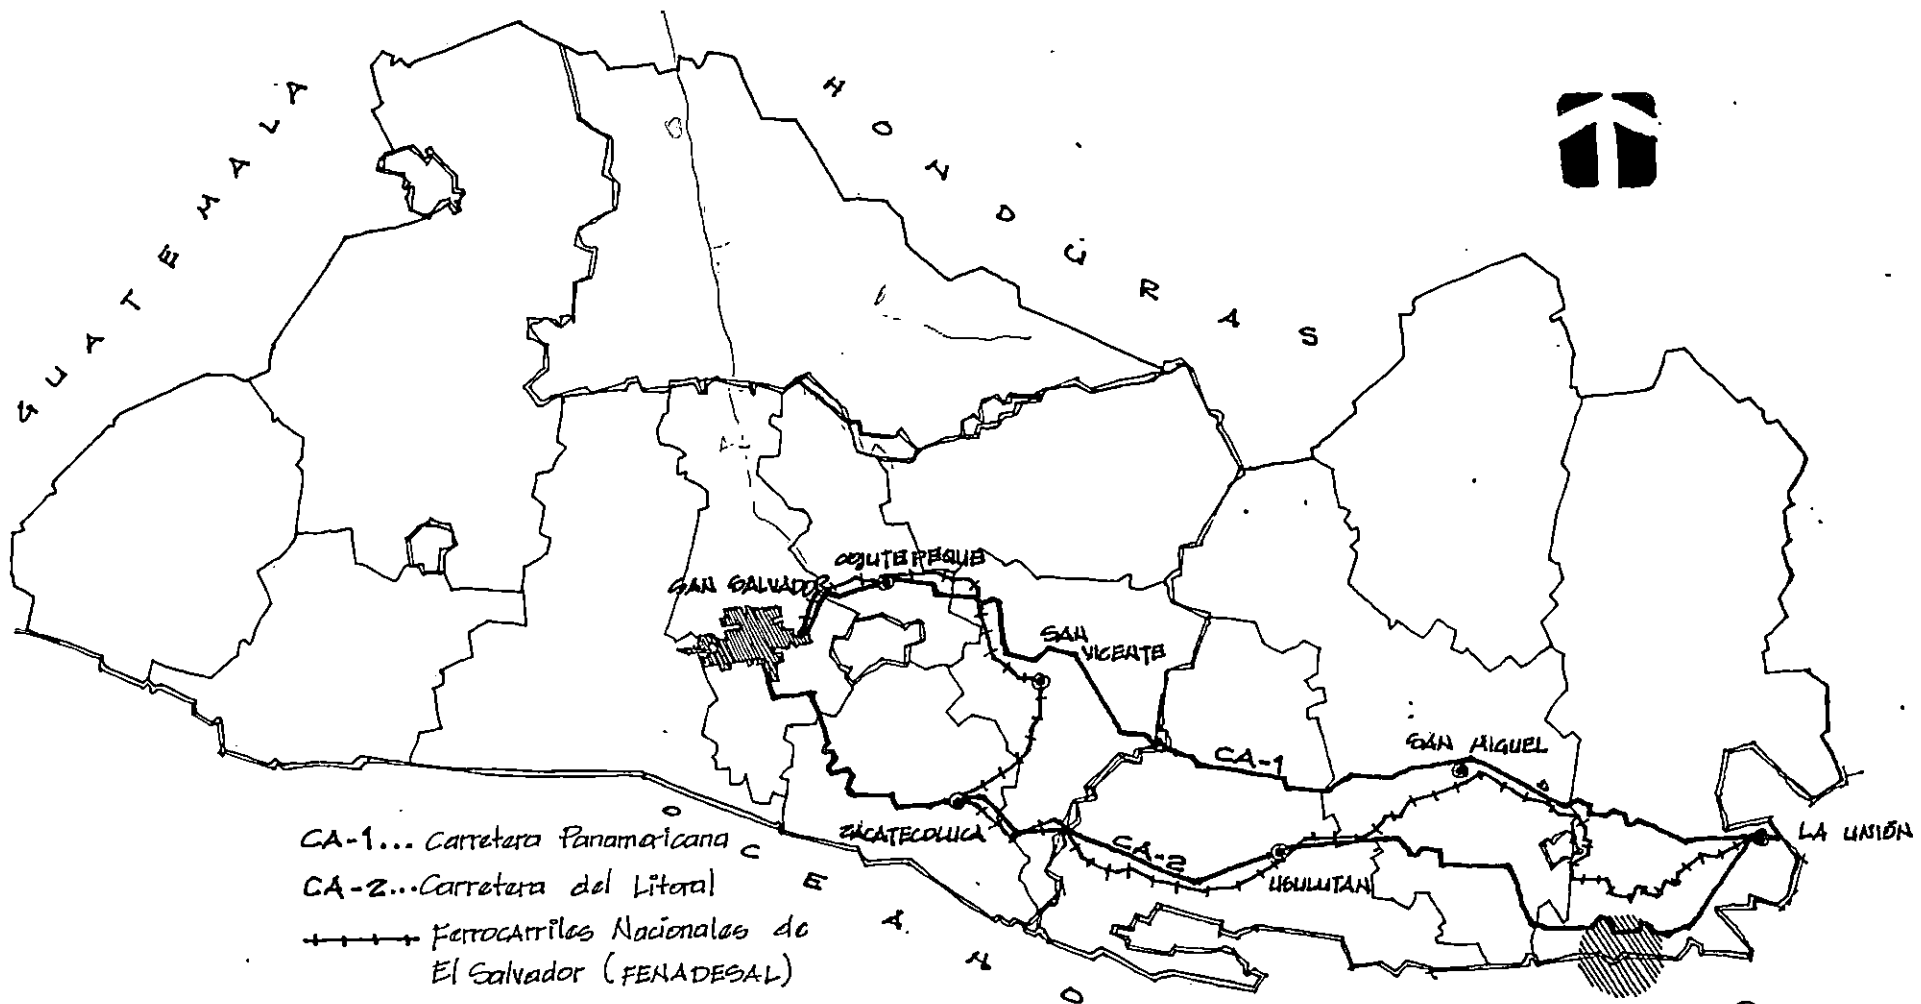 GUATEMALA
HONDURAS
COJUTEPEQUE
SAN SALVADOR
SAN
VICENTE
CA-1
SAN MIGUEL
LA UNIÓN
ZACATECOLUCA
CA-2
USULUTAN
OCEANO
CA-1... Carretera Panamericana
CA-2...Carretera del Litoral
Ferrocarriles Nacionales de
El Salvador (FENADESAL)